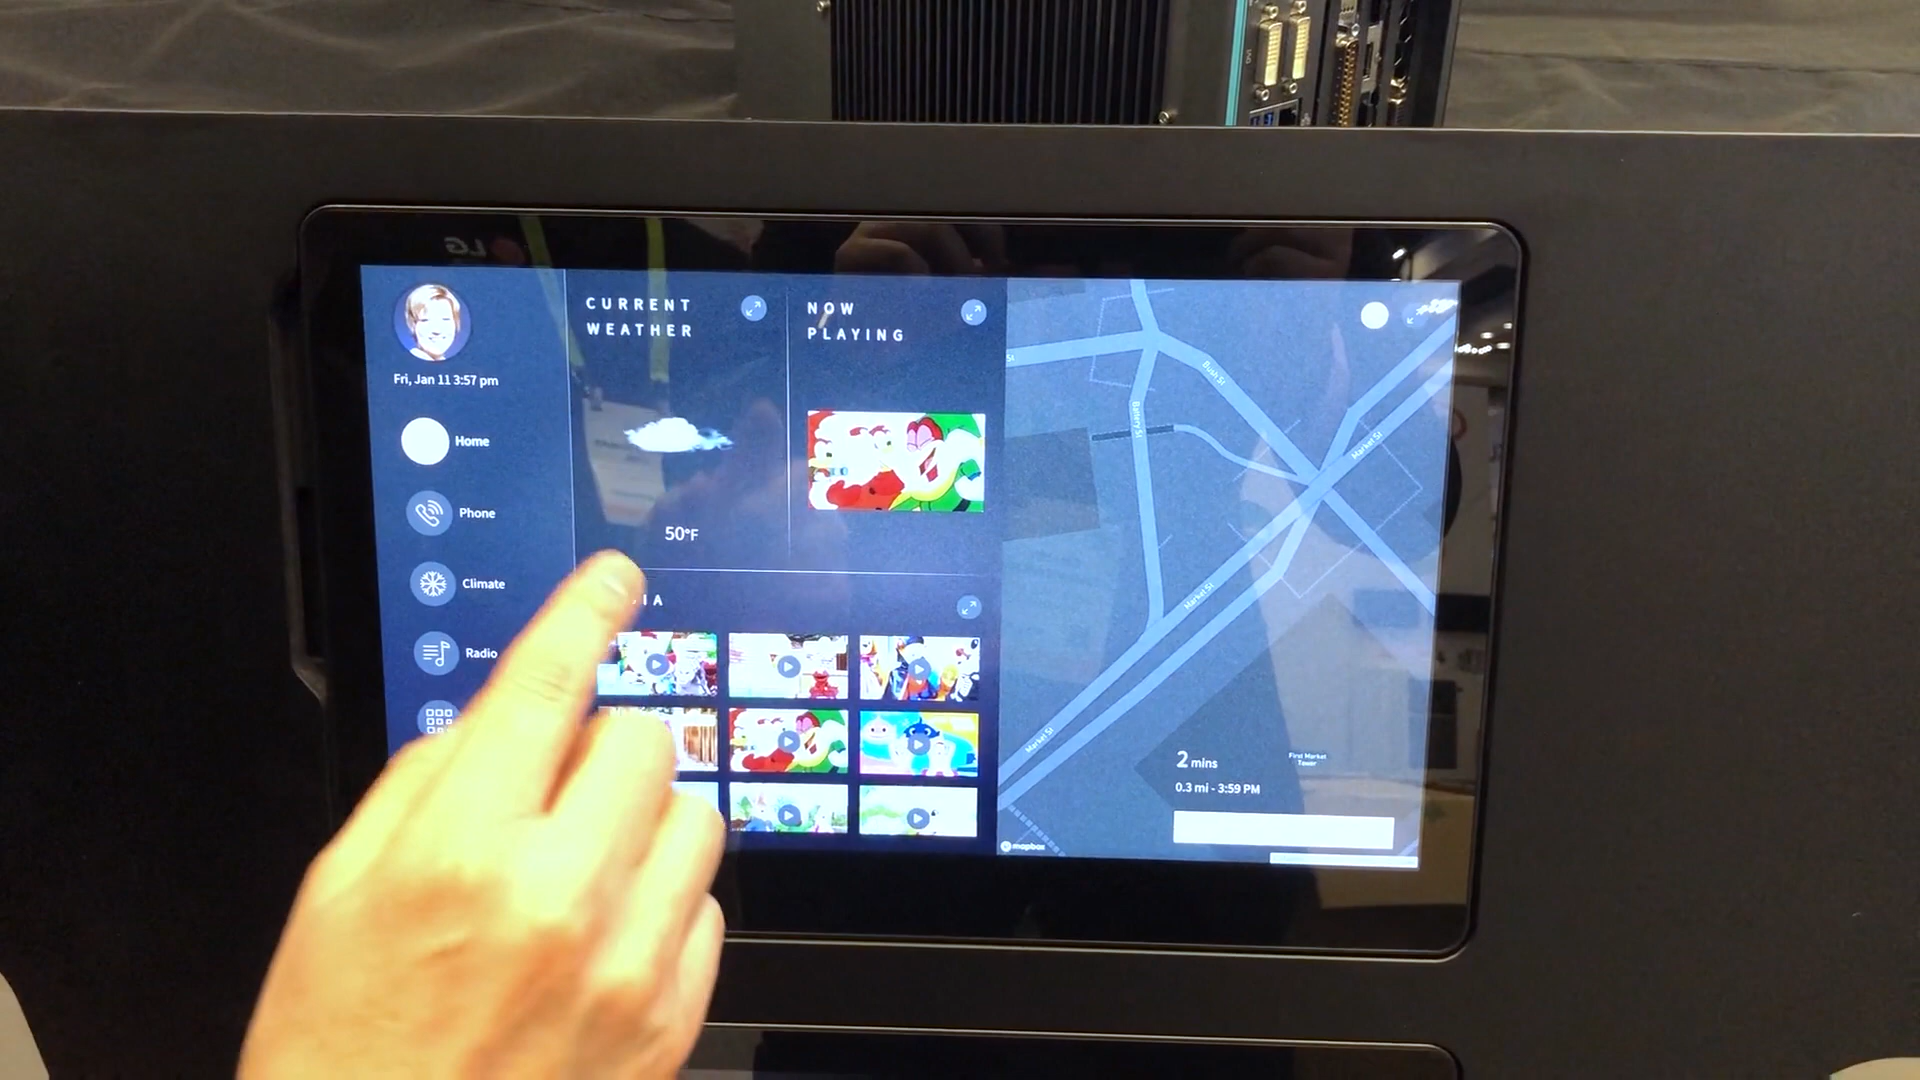 LG
Fri, Jan 11 3:57 pm
Home
Phone
Climate
Radio
CURRENT
WEATHER
50°F
NOW
PLAYING
IA
St
Bush St
Battery St
Market St
Market St
Market St
2 mins
0.3 mi - 3:59 PM
First Market
Tower
mapbox